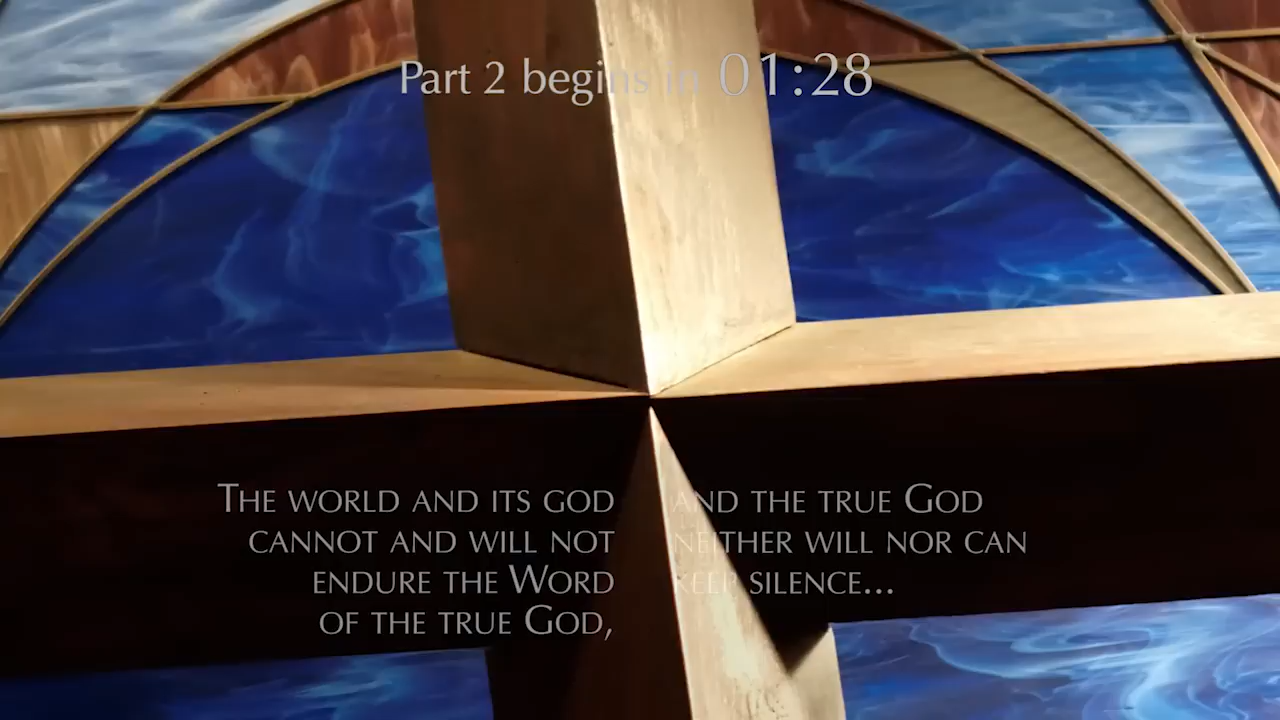 Part 2 begins in 01:28
The world and its god
cannot and will not
endure the Word
of the true God,
and the true God
neither will nor can
keep silence...